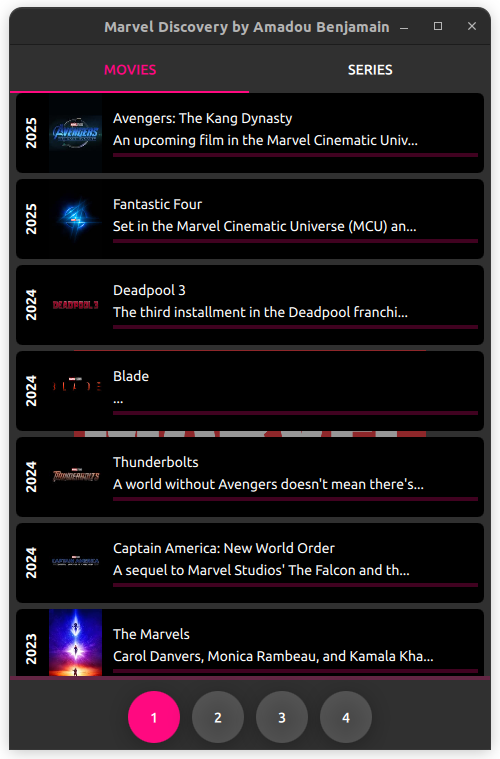 Marvel Discovery by Amadou Benjamain
MOVIES SERIES
2025
AVENGERS
Avengers: The Kang Dynasty
An upcoming film in the Marvel Cinematic Univ...
2025
Fantastic Four
Set in the Marvel Cinematic Universe (MCU) an...
2024
DEADPOOL 3
Deadpool 3
The third installment in the Deadpool franchi...
2024
Blade
...
2024
THUNDERBOLTS
Thunderbolts
A world without Avengers doesn't mean there's...
2024
CAPTAIN AMERICA
Captain America: New World Order
A sequel to Marvel Studios' The Falcon and th...
2023
The Marvels
Carol Danvers, Monica Rambeau, and Kamala Kha...
1 2 3 4